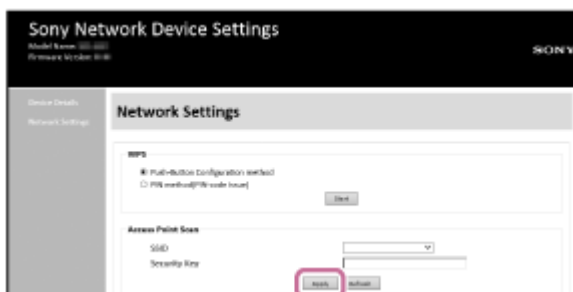 Sony Network Device Settings
Model Name
SONY
Firmware Version
Device Details
Network Settings
Network Settings
WPS
Push-Button Configuration method
PIN method(PIN-code issue)
Start
Access Point Scan
SSID
Security Key
Apply Refresh